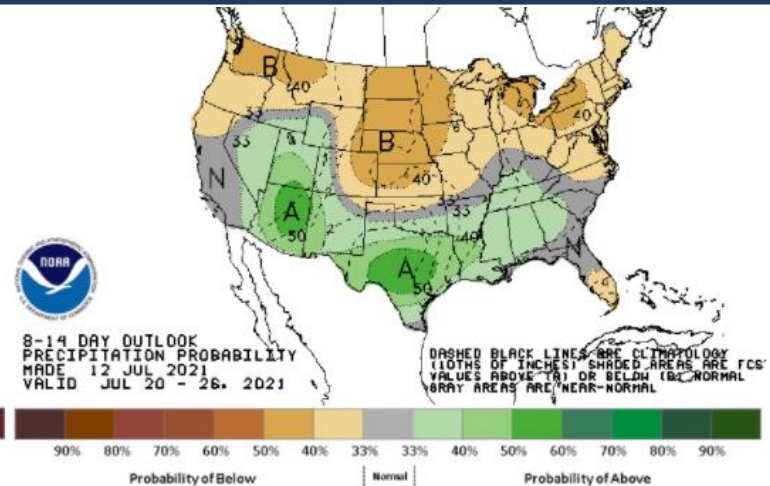 B
40
33
33
N
B
40
33
33
A
50
40
A
50
40
N
NOAA
8-14 DAY OUTLOOK
PRECIPITATION PROBABILITY
MADE 12 JUL 2021
VALID JUL 20 - 26, 2021
DASHED BLACK LINES ARE CLIMATOLOGY
(10THS OF INCHES) SHADED AREAS ARE FCST
VALUES ABOVE (A) OR BELOW (B) NORMAL
GRAY AREAS ARE NEAR-NORMAL
90% 80% 70% 60% 50% 40% 33% 33% 40% 50% 60% 70% 80% 90%
Probability of Below Normal Probability of Above